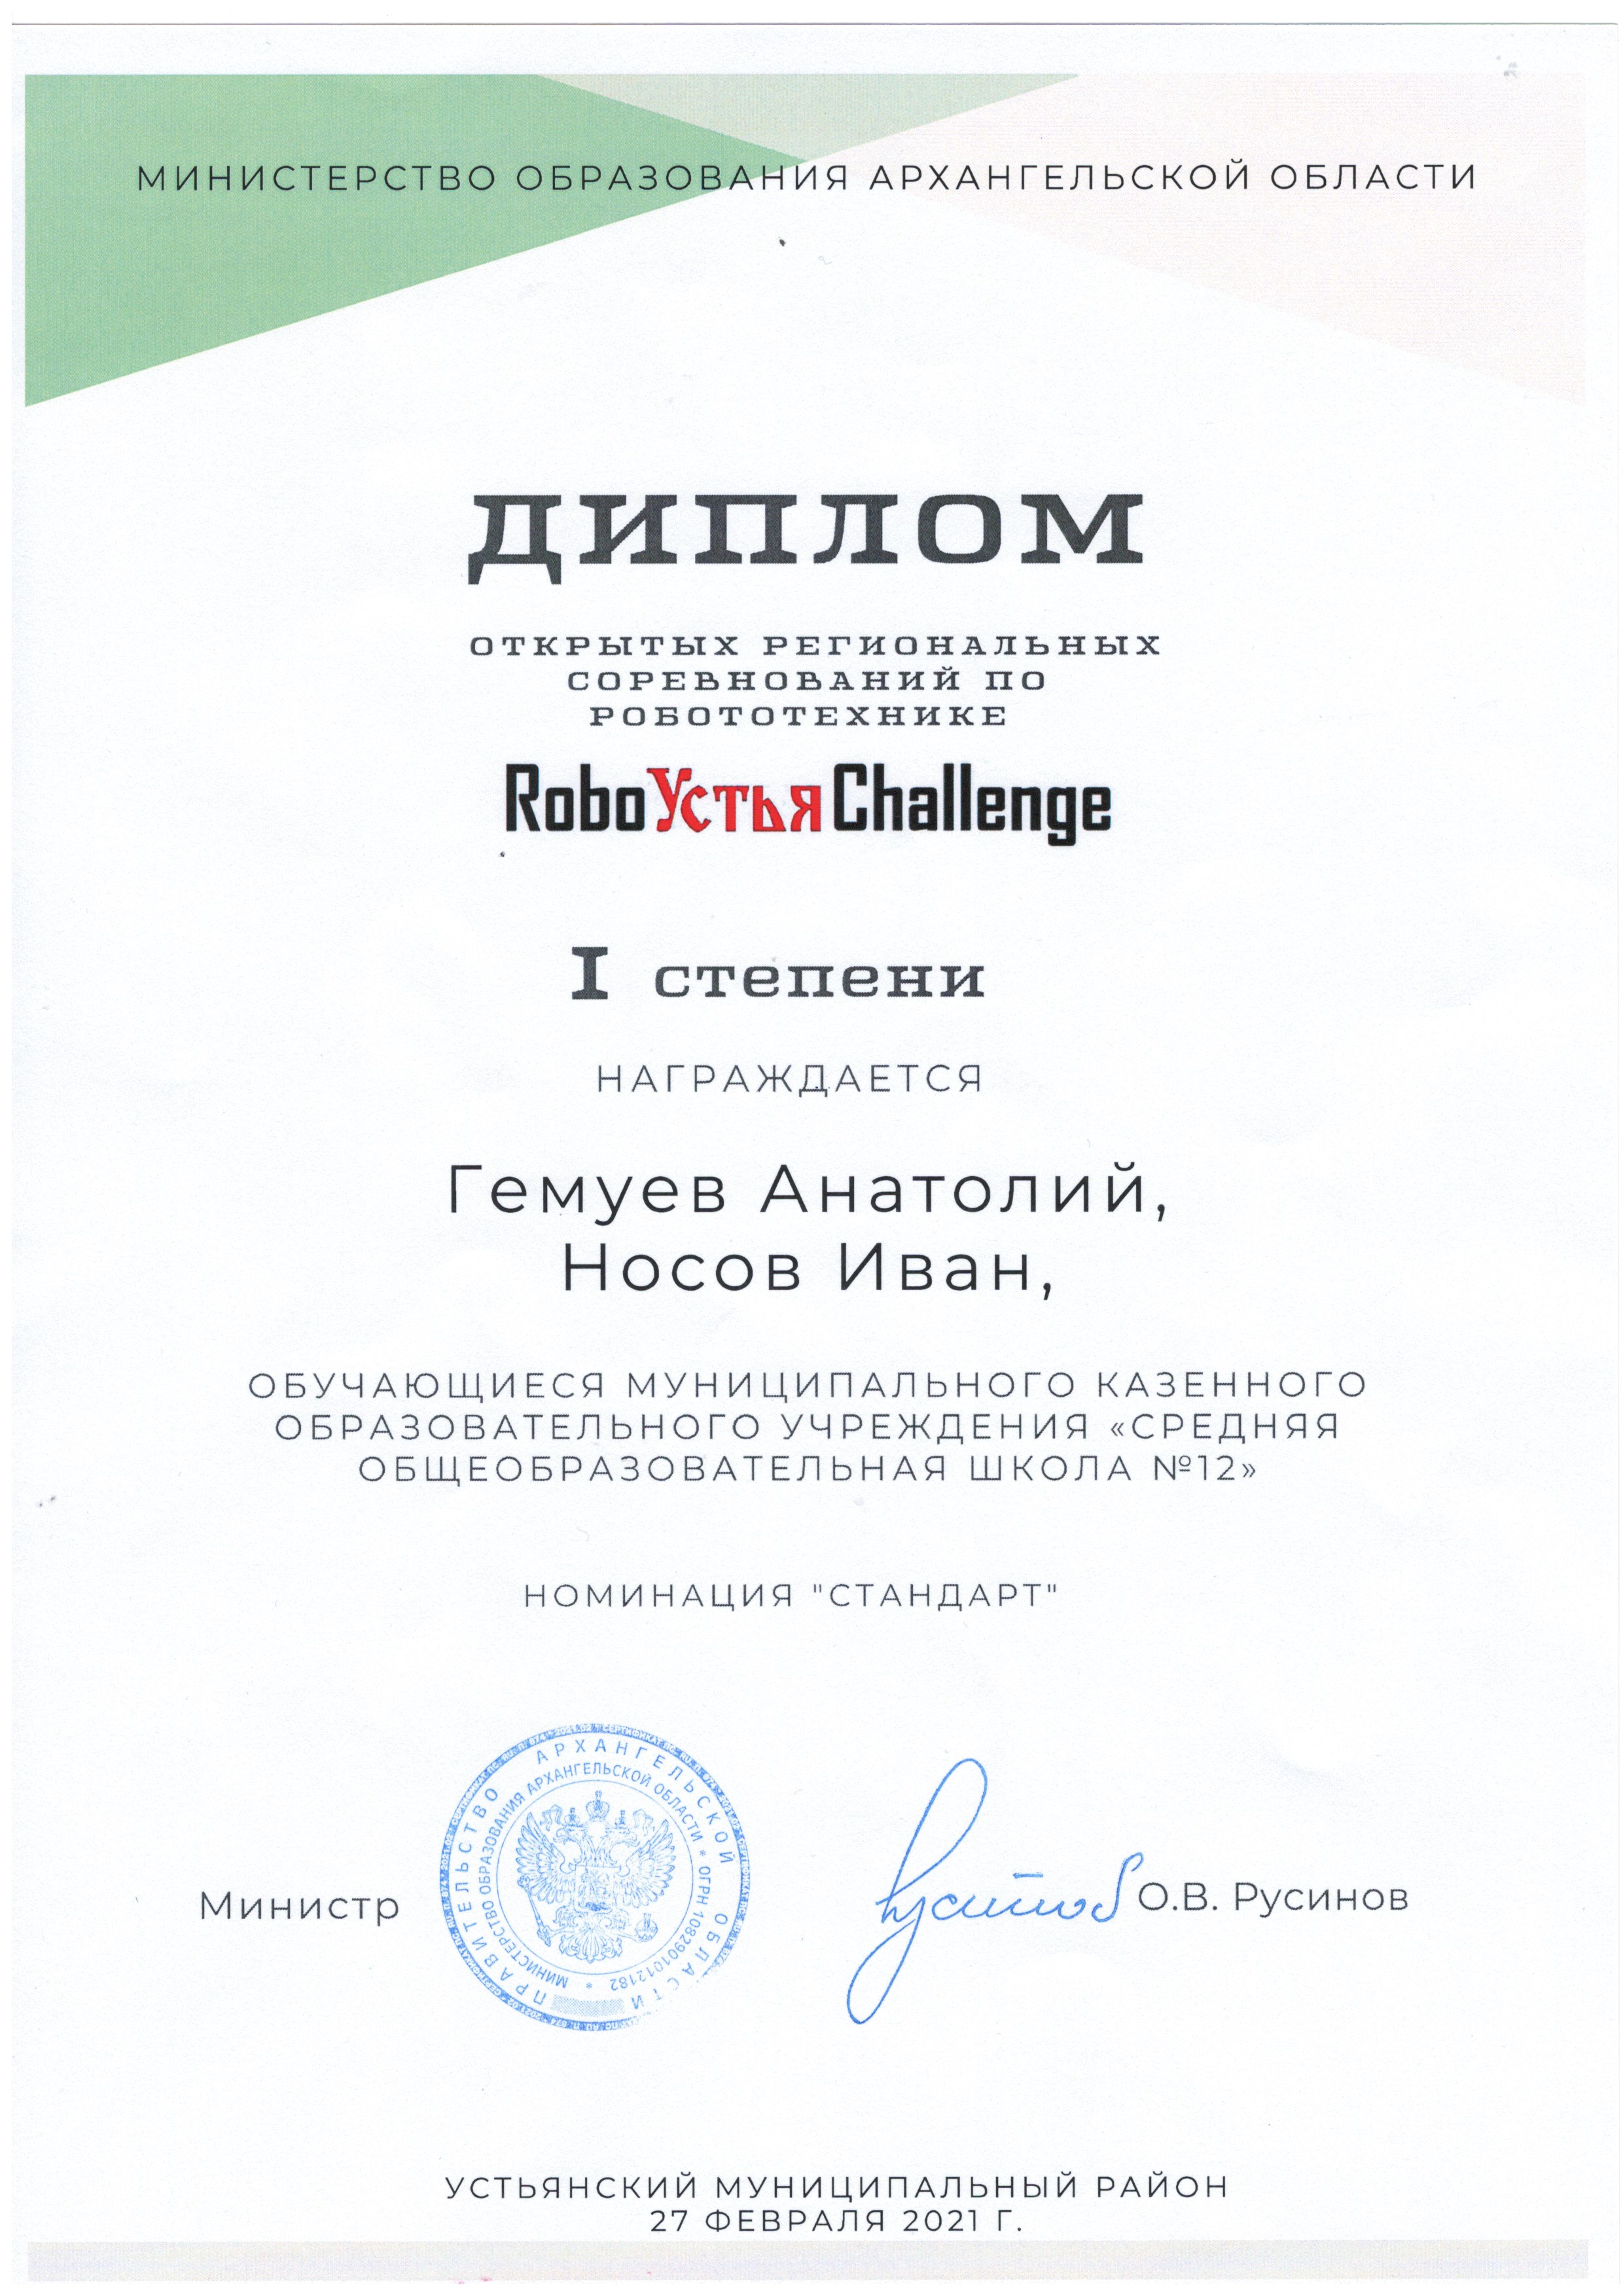 МИНИСТЕРСТВО ОБРАЗОВАНИЯ АРХАНГЕЛЬСКОЙ ОБЛАСТИ
ДИПЛОМ
ОТКРЫТЫХ РЕГИОНАЛЬНЫХ
СОРЕВНОВАНИЙ ПО
РОБОТОТЕХНИКЕ
RoboУстьяChallenge
I степени
НАГРАЖДАЕТСЯ
Гемуев Анатолий,
Носов Иван,
ОБУЧАЮЩИЕСЯ МУНИЦИПАЛЬНОГО КАЗЕННОГО
ОБРАЗОВАТЕЛЬНОГО УЧРЕЖДЕНИЯ «СРЕДНЯЯ
ОБЩЕОБРАЗОВАТЕЛЬНАЯ ШКОЛА №12»
НОМИНАЦИЯ "СТАНДАРТ"
ПРАВИТЕЛЬСТВО АРХАНГЕЛЬСКОЙ ОБЛАСТИ
МИНИСТЕРСТВО ОБРАЗОВАНИЯ АРХАНГЕЛЬСКОЙ ОБЛАСТИ * ОГРН 1082901012182 *
Министр
О.В. Русинов
УСТЬЯНСКИЙ МУНИЦИПАЛЬНЫЙ РАЙОН
27 ФЕВРАЛЯ 2021 Г.